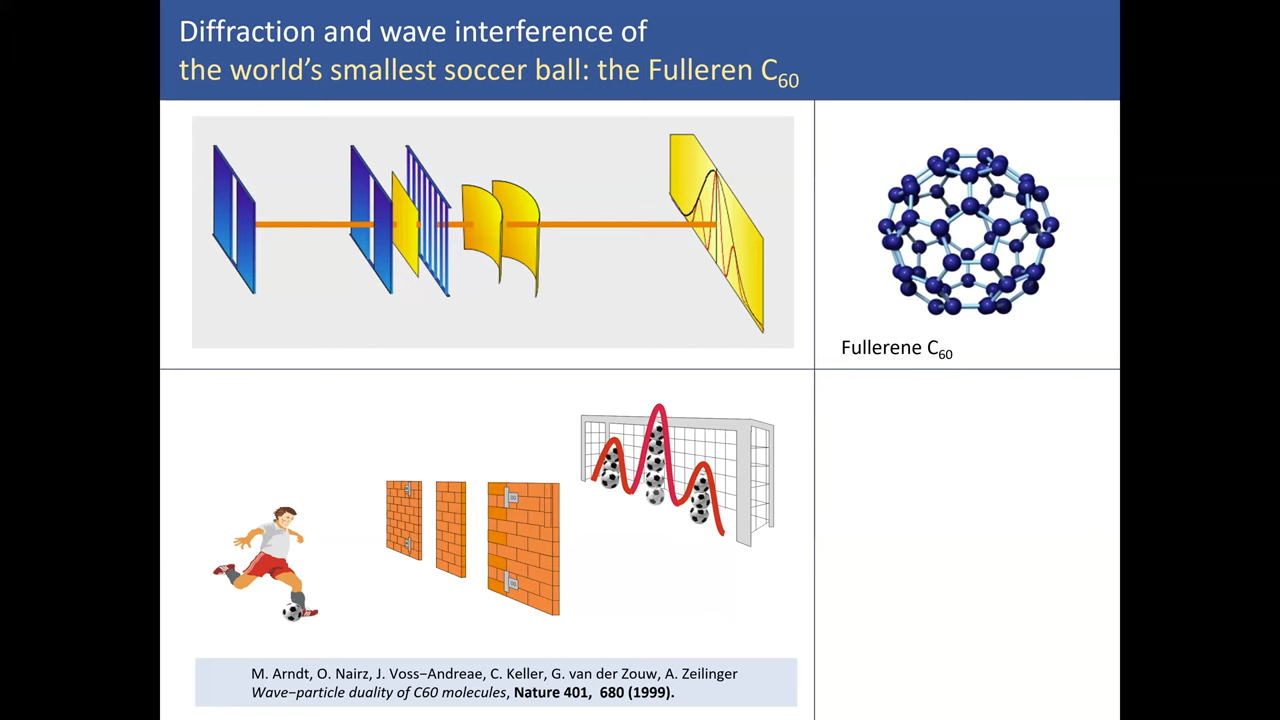 Diffraction and wave interference of
the world’s smallest soccer ball: the Fulleren C₆₀
Fullerene C₆₀
M. Arndt, O. Nairz, J. Voss−Andreae, C. Keller, G. van der Zouw, A. Zeilinger
Wave−particle duality of C60 molecules, Nature 401, 680 (1999).